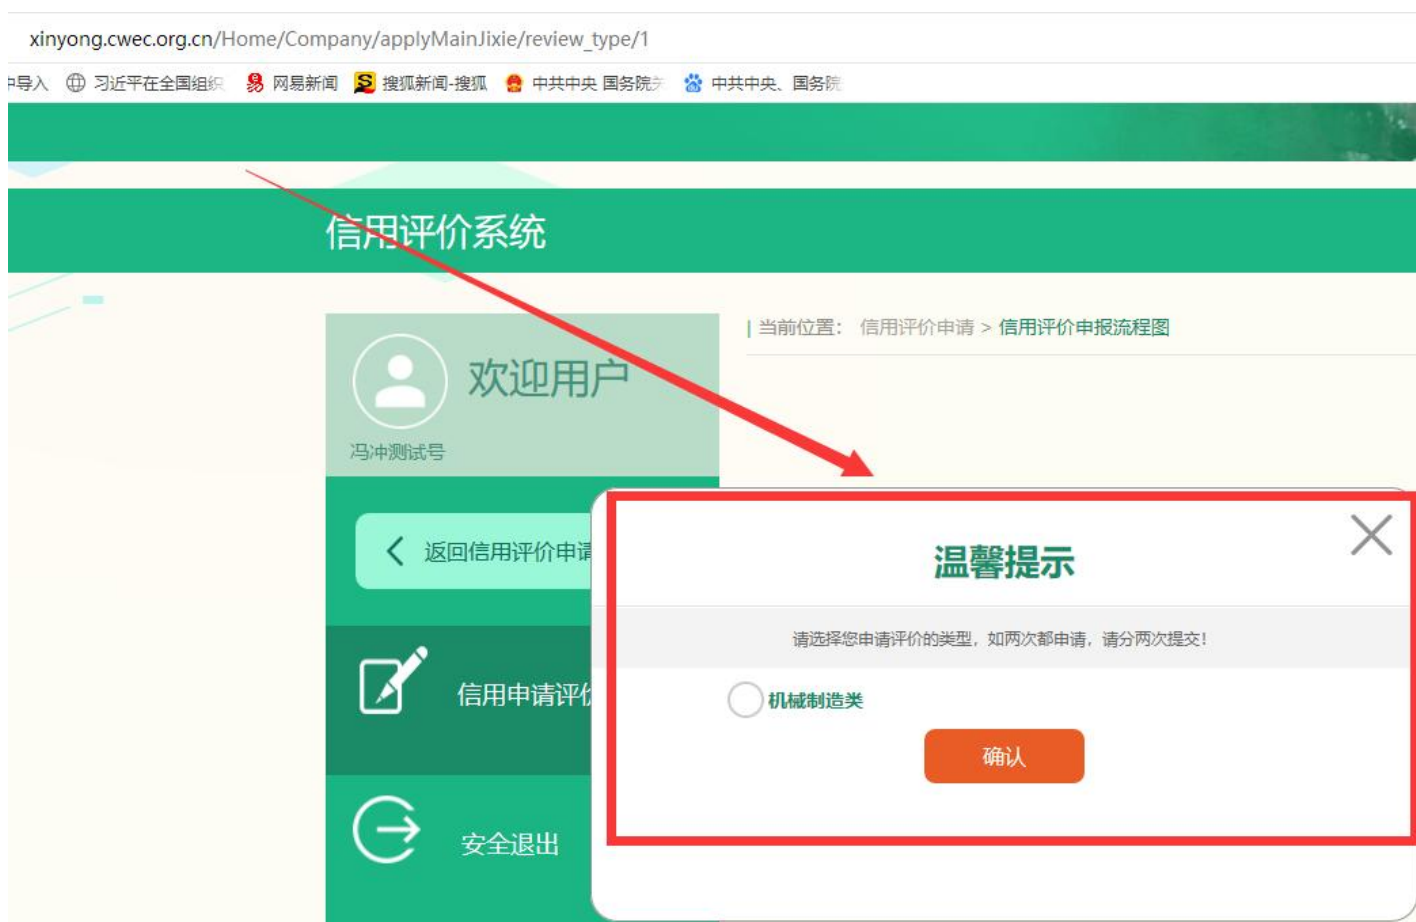 xinyong.cwec.org.cn/Home/Company/applyMainJixie/review_type/1
导入 习近平在全国组织 网易新闻 搜狐新闻-搜狐 中共中央 国务院关 中共中央、国务院
信用评价系统
当前位置： 信用评价申请 > 信用评价申报流程图
欢迎用户
冯冲测试号
返回信用评价申请
信用申请评价
安全退出
温馨提示
请选择您申请评价的类型，如两次都申请，请分两次提交！
机械制造类
确认